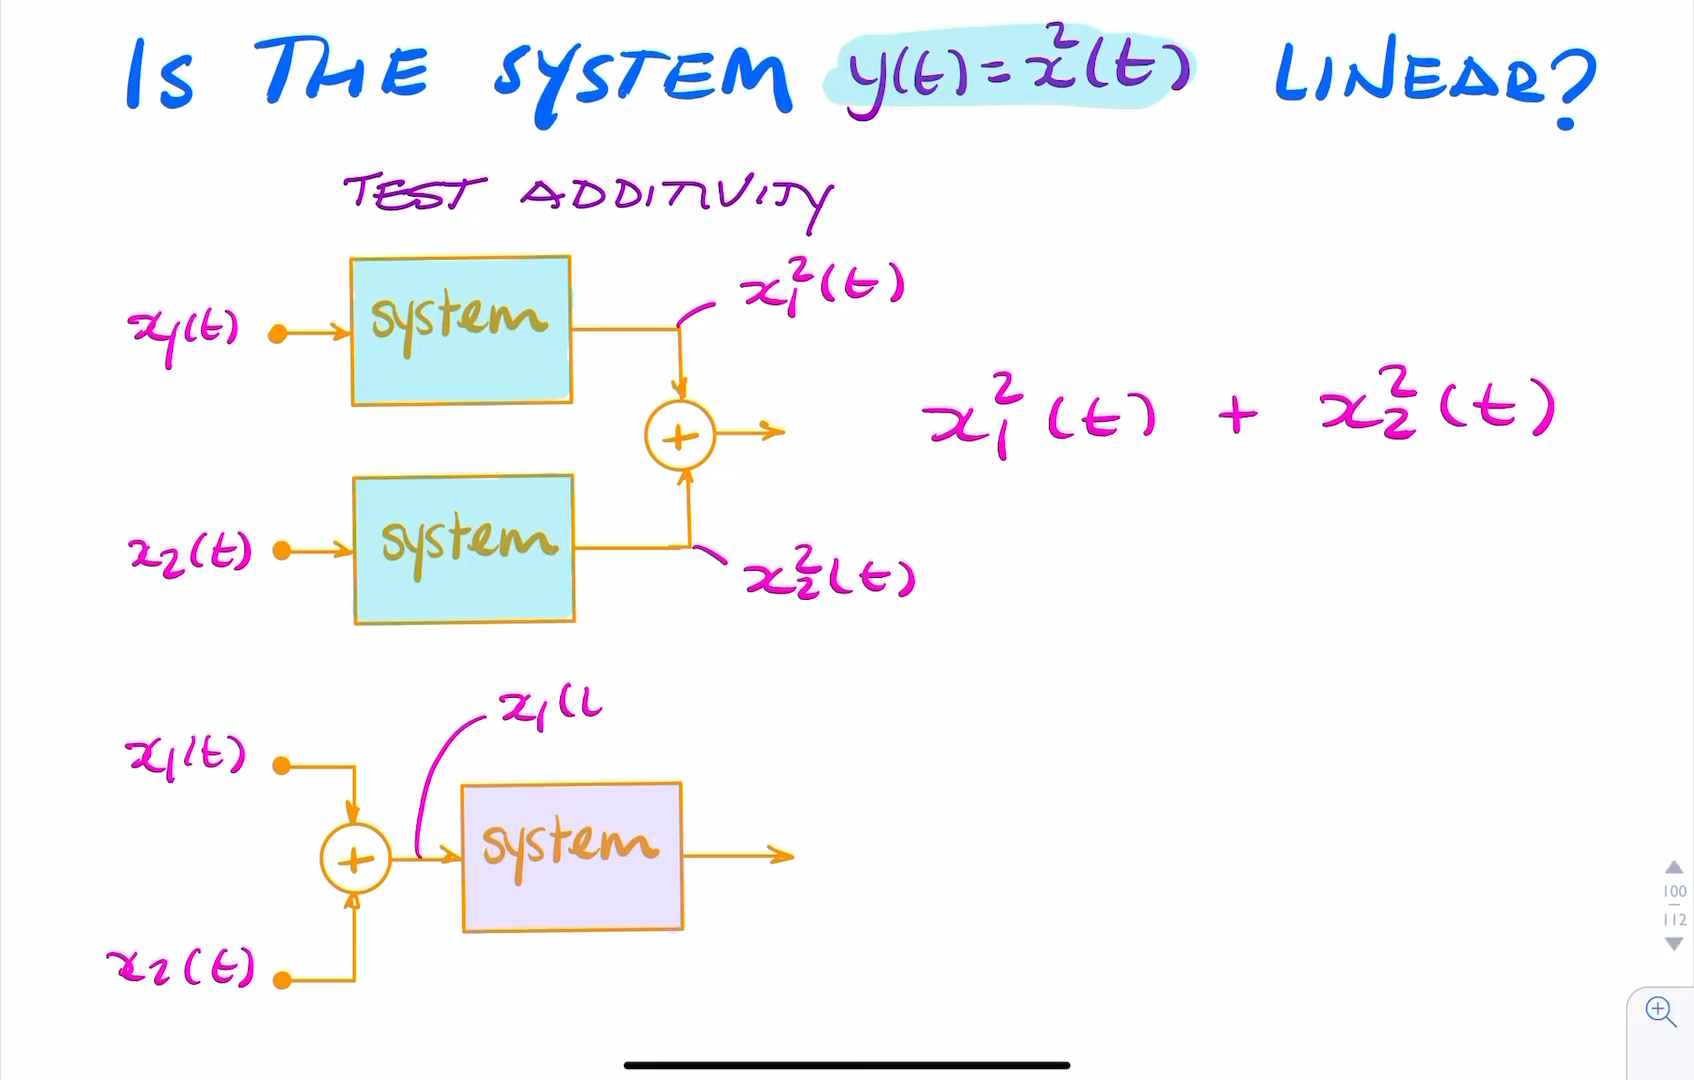 IS THE SYSTEM y(t)=x²(t) LINEAR?
TEST ADDITIVITY
x₁(t)
system
x₁²(t)
+
x₁²(t) + x₂²(t)
x₂(t)
system
x₂²(t)
x₁(t)
x₁(
+
system
x₂(t)
100
112